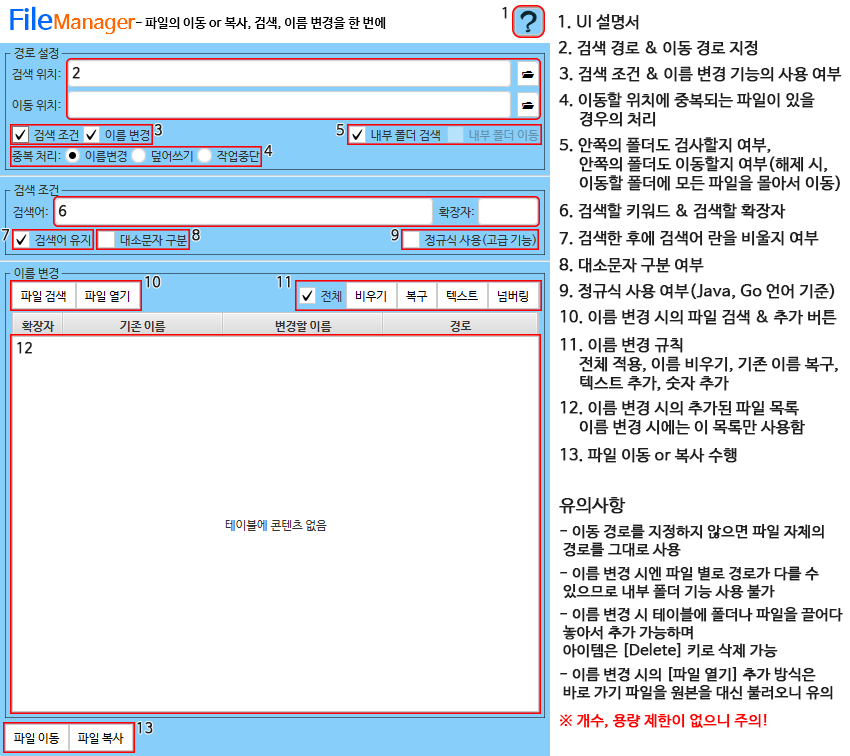 FileManager- 파일의 이동 or 복사, 검색, 이름 변경을 한 번에
1
?
경로 설정
검색 위치:
2
이동 위치:
검색 조건
이름 변경
3
5
내부 폴더 검색
내부 폴더 이동
중복 처리:
이름변경
덮어쓰기
작업중단
4
검색 조건
검색어:
6
확장자:
7
검색어 유지
대소문자 구분
8
9
정규식 사용(고급 기능)
이름 변경
파일 검색
파일 열기
10
11
전체
비우기
복구
텍스트
넘버링
확장자
기존 이름
변경할 이름
경로
12
테이블에 콘텐츠 없음
파일 이동
파일 복사
13
1. UI 설명서
2. 검색 경로 & 이동 경로 지정
3. 검색 조건 & 이름 변경 기능의 사용 여부
4. 이동할 위치에 중복되는 파일이 있을
경우의 처리
5. 안쪽의 폴더도 검사할지 여부,
안쪽의 폴더도 이동할지 여부(해제 시,
이동할 폴더에 모든 파일을 몰아서 이동)
6. 검색할 키워드 & 검색할 확장자
7. 검색한 후에 검색어 란을 비울지 여부
8. 대소문자 구분 여부
9. 정규식 사용 여부(Java, Go 언어 기준)
10. 이름 변경 시의 파일 검색 & 추가 버튼
11. 이름 변경 규칙
전체 적용, 이름 비우기, 기존 이름 복구,
텍스트 추가, 숫자 추가
12. 이름 변경 시의 추가된 파일 목록
이름 변경 시에는 이 목록만 사용함
13. 파일 이동 or 복사 수행
유의사항
- 이동 경로를 지정하지 않으면 파일 자체의
경로를 그대로 사용
- 이름 변경 시엔 파일 별로 경로가 다를 수
있으므로 내부 폴더 기능 사용 불가
- 이름 변경 시 테이블에 폴더나 파일을 끌어다
놓아서 추가 가능하며
아이템은 [Delete] 키로 삭제 가능
- 이름 변경 시의 [파일 열기] 추가 방식은
바로 가기 파일을 원본을 대신 불러오니 유의
※ 개수, 용량 제한이 없으니 주의!